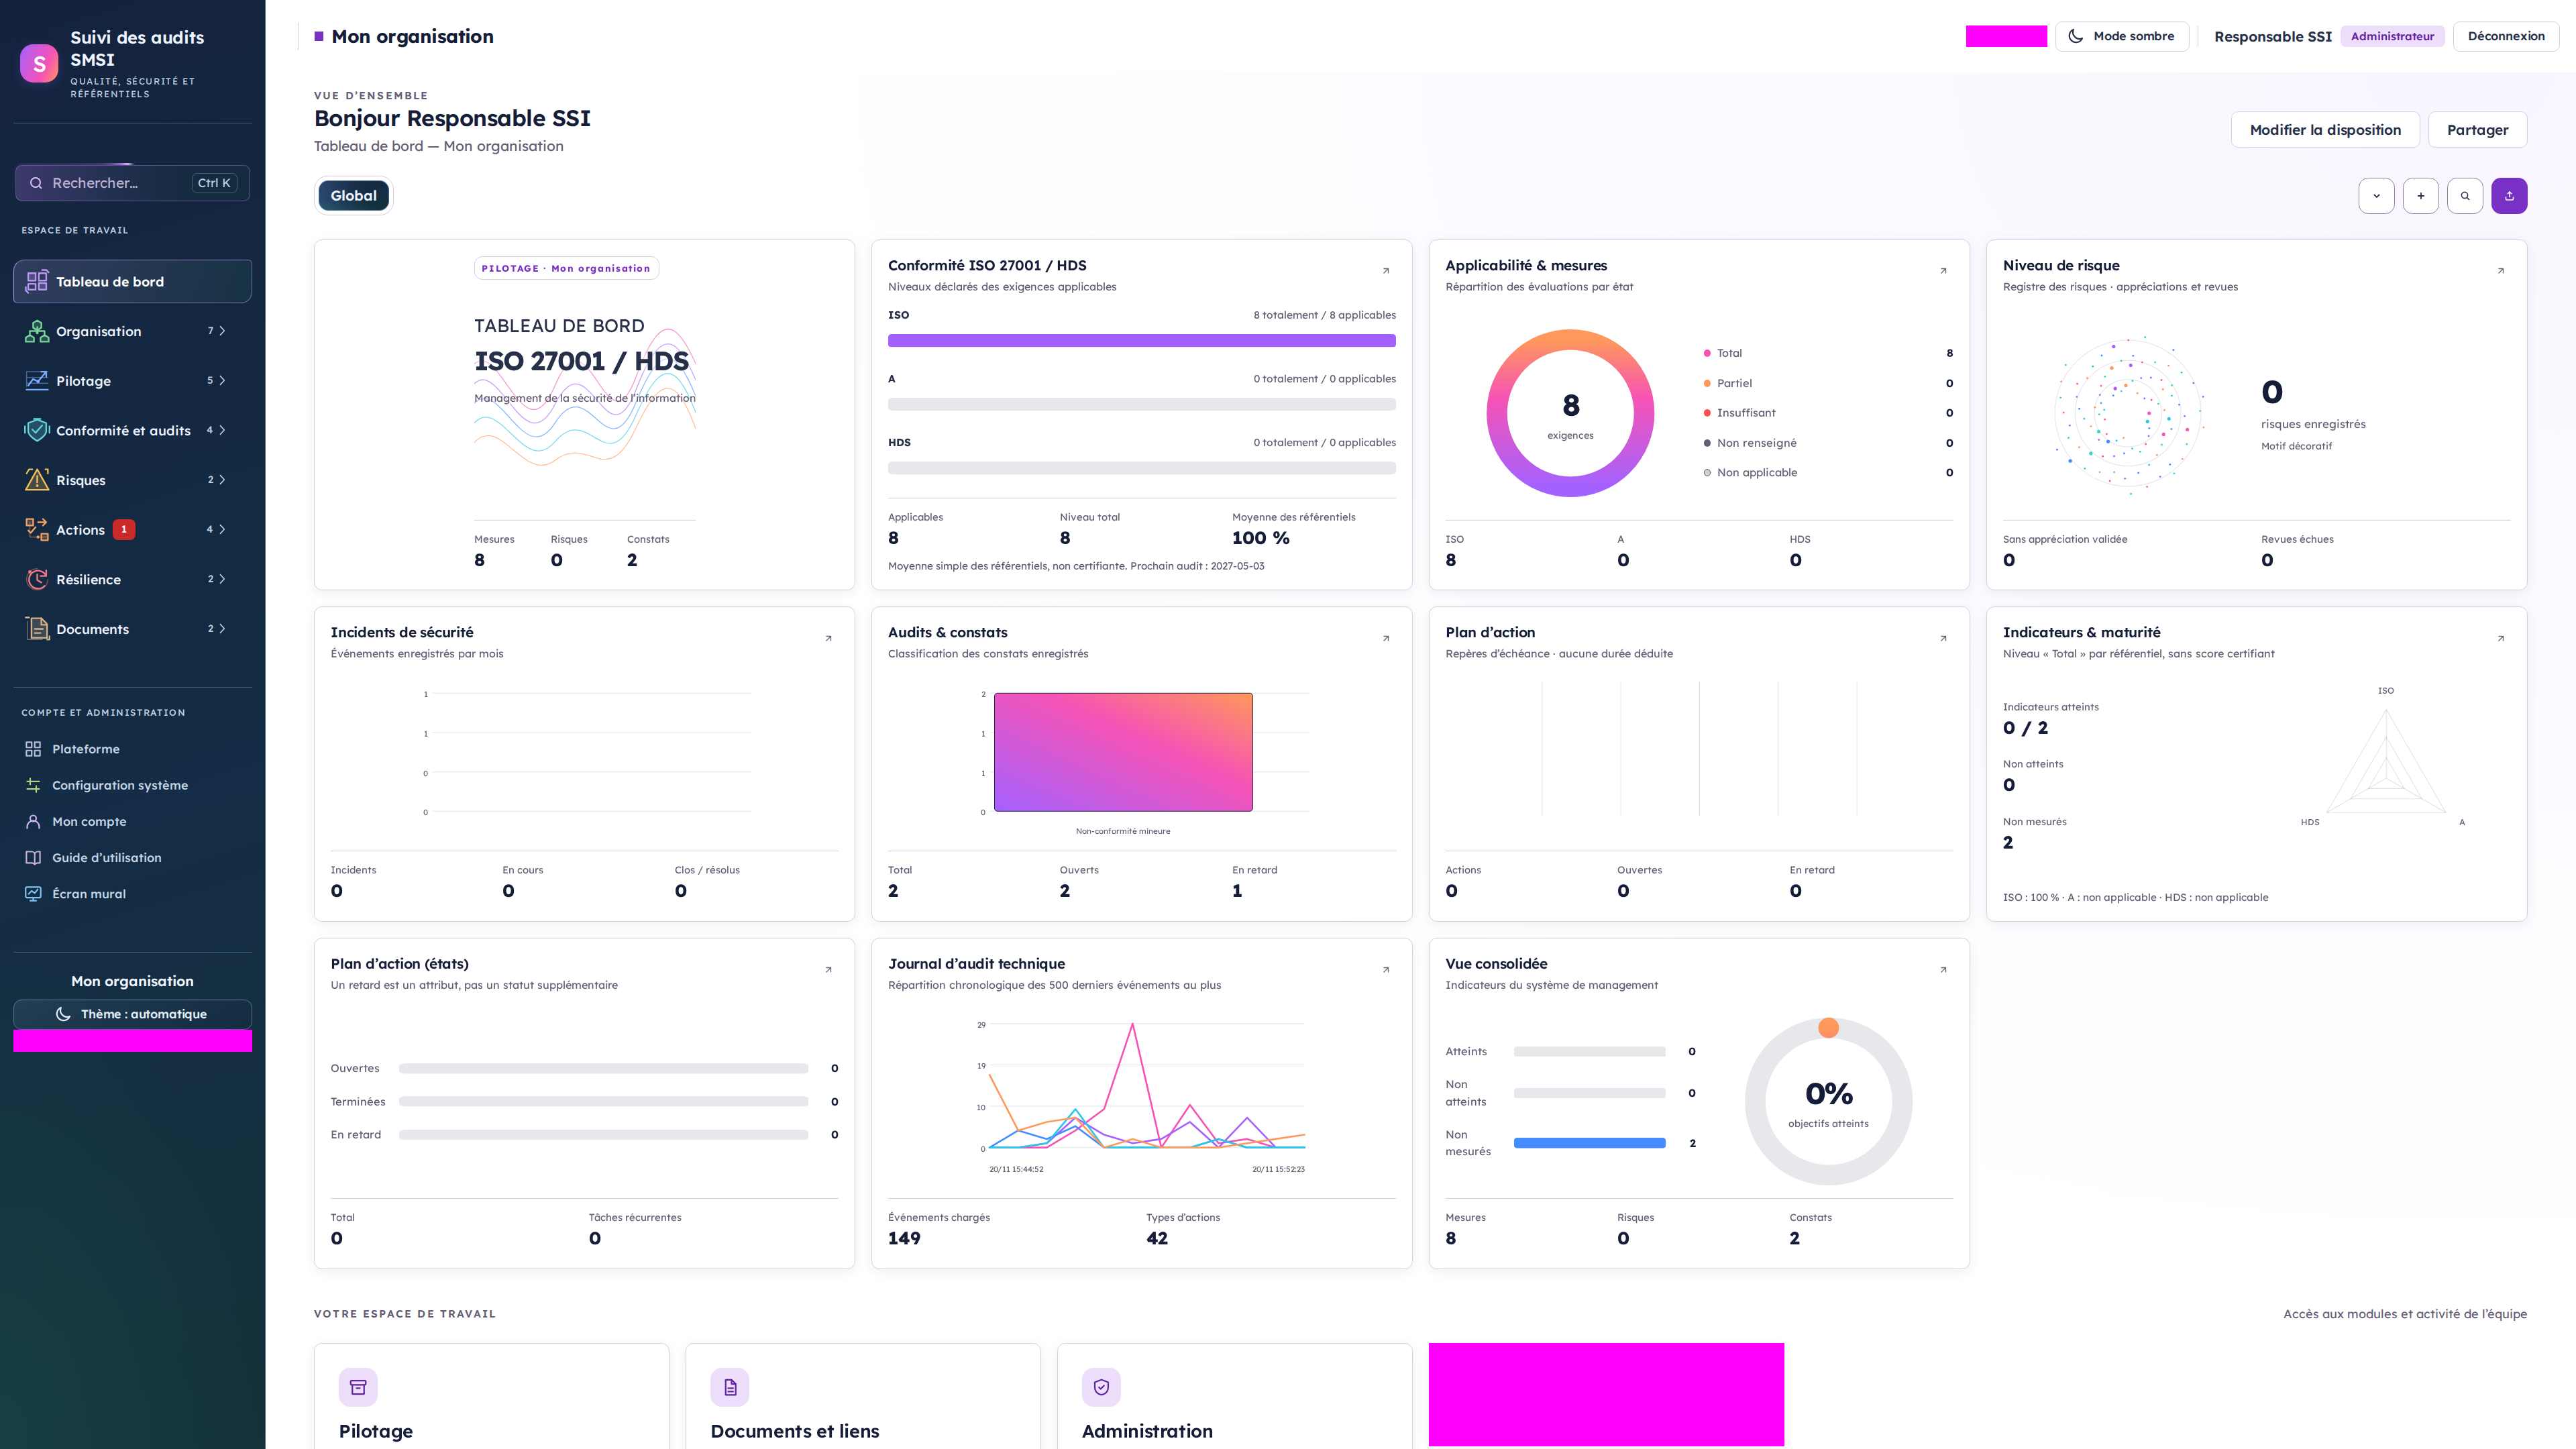 S
Suivi des audits
SMSI
QUALITÉ, SÉCURITÉ ET
RÉFÉRENTIELS
Rechercher... Ctrl K
ESPACE DE TRAVAIL
Tableau de bord
Organisation 7
Pilotage 5
Conformité et audits 4
Risques 2
Actions 1 4
Résilience 2
Documents 2
COMPTE ET ADMINISTRATION
Plateforme
Configuration système
Mon compte
Guide d’utilisation
Écran mural
Mon organisation
Thème : automatique
Mon organisation
Mode sombre
Responsable SSI Administrateur Déconnexion
VUE D'ENSEMBLE
Bonjour Responsable SSI
Tableau de bord — Mon organisation
Modifier la disposition Partager
Global
PILOTAGE · Mon organisation
TABLEAU DE BORD
ISO 27001 / HDS
Management de la sécurité de l’information
Mesures Risques Constats
8 0 2
Conformité ISO 27001 / HDS
Niveaux déclarés des exigences applicables
ISO 8 totalement / 8 applicables
A 0 totalement / 0 applicables
HDS 0 totalement / 0 applicables
Applicables Niveau total Moyenne des référentiels
8 8 100 %
Moyenne simple des référentiels, non certifiante. Prochain audit : 2027-05-03
Applicabilité & mesures
Répartition des évaluations par état
8
exigences
Total 8
Partiel 0
Insuffisant 0
Non renseigné 0
Non applicable 0
ISO A HDS
8 0 0
Niveau de risque
Registre des risques · appréciations et revues
0
risques enregistrés
Motif décoratif
Sans appréciation validée Revues échues
0 0
Incidents de sécurité
Événements enregistrés par mois
1
1
0
0
Incidents En cours Clos / résolus
0 0 0
Audits & constats
Classification des constats enregistrés
2
1
1
0
Non-conformité mineure
Total Ouverts En retard
2 2 1
Plan d’action
Repères d’échéance · aucune durée déduite
Actions Ouvertes En retard
0 0 0
Indicateurs & maturité
Niveau « Total » par référentiel, sans score certifiant
Indicateurs atteints
0 / 2
Non atteints
0
Non mesurés
2
ISO
HDS A
ISO : 100 % · A : non applicable · HDS : non applicable
Plan d’action (états)
Un retard est un attribut, pas un statut supplémentaire
Ouvertes 0
Terminées 0
En retard 0
Total Tâches récurrentes
0 0
Journal d’audit technique
Répartition chronologique des 500 derniers événements au plus
29
19
10
0
20/11 15:44:52 20/11 15:52:23
Événements chargés Types d’actions
149 42
Vue consolidée
Indicateurs du système de management
Atteints 0
Non
atteints 0
Non
mesurés 2
0%
objectifs atteints
Mesures Risques Constats
8 0 2
VOTRE ESPACE DE TRAVAIL
Accès aux modules et activité de l’équipe
Pilotage
Documents et liens
Administration